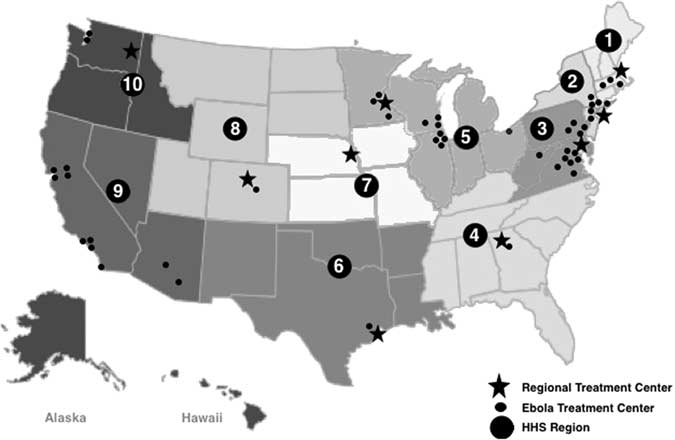 1
2
10
3
8
5
7
9
4
6
Regional Treatment Center
Ebola Treatment Center
HHS Region
Alaska
Hawaii